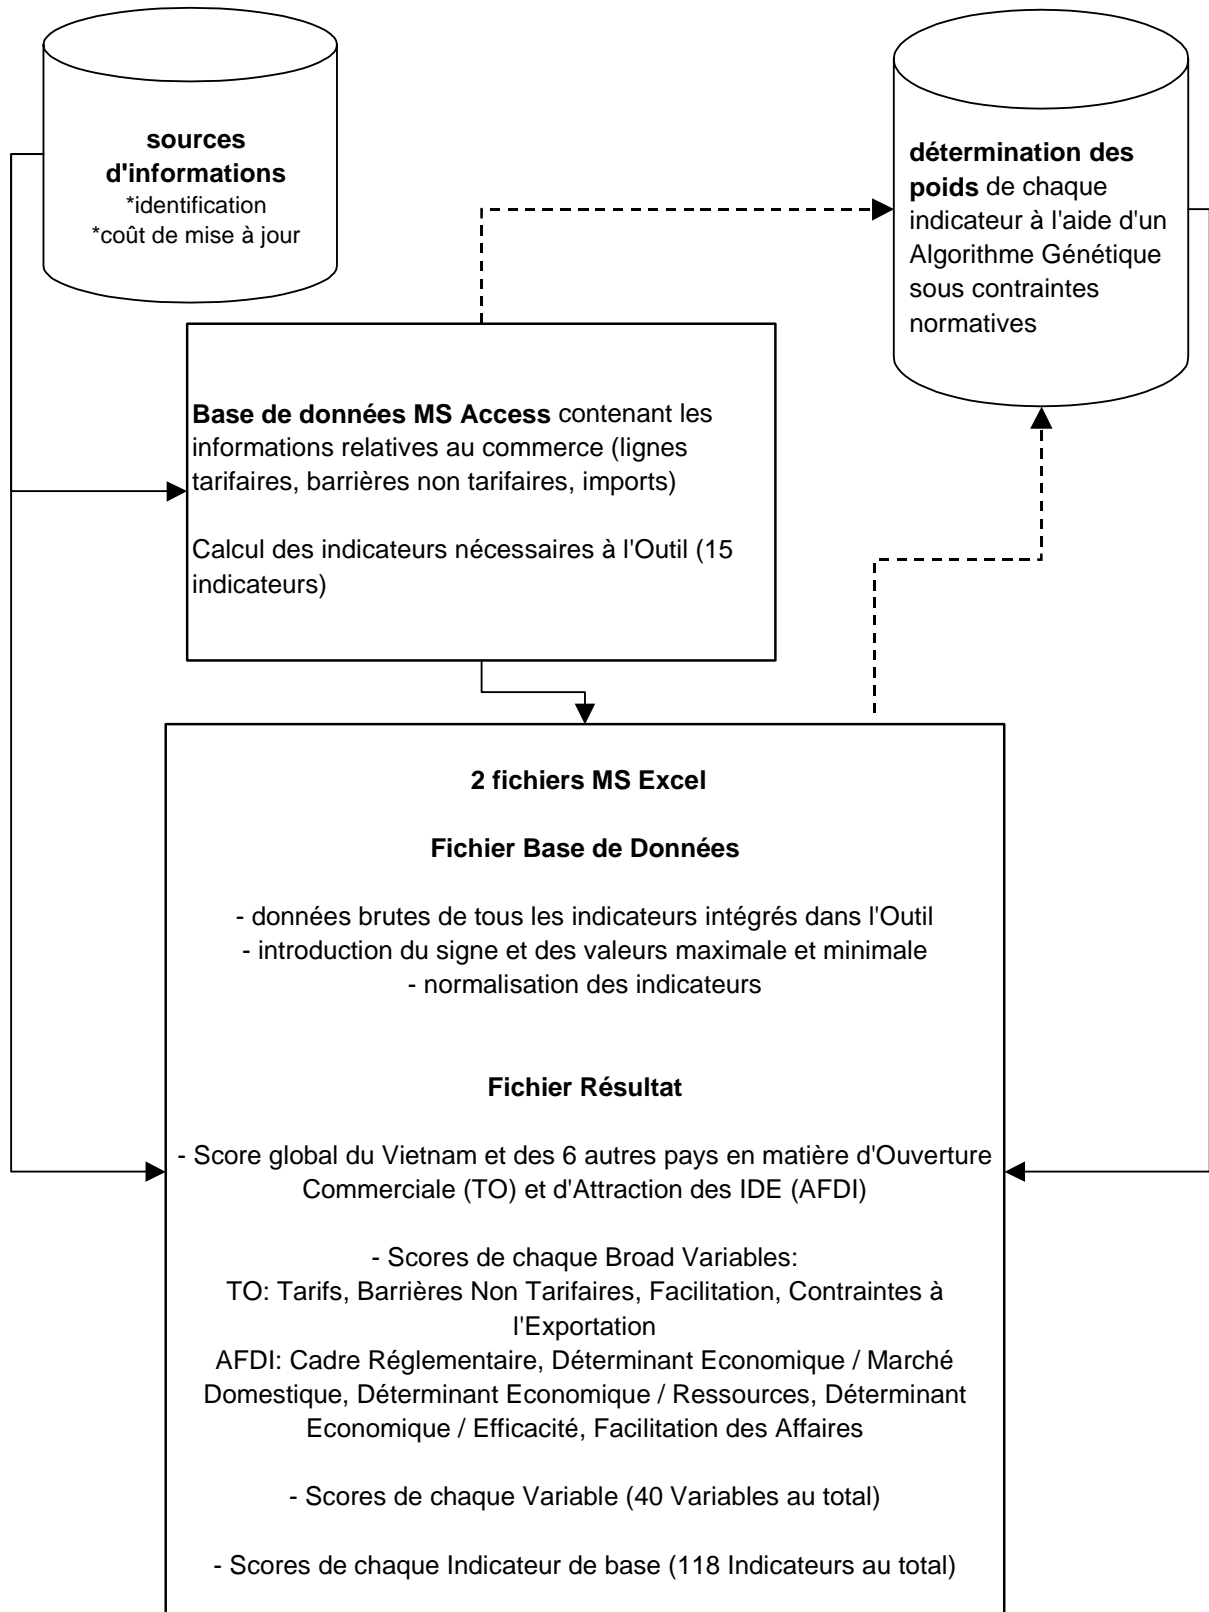 sources
d'informations
*identification
*coût de mise à jour
détermination des
poids de chaque
indicateur à l'aide d'un
Algorithme Génétique
sous contraintes
normatives
Base de données MS Access contenant les
informations relatives au commerce (lignes
tarifaires, barrières non tarifaires, imports)
Calcul des indicateurs nécessaires à l'Outil (15
indicateurs)
2 fichiers MS Excel
Fichier Base de Données
- données brutes de tous les indicateurs intégrés dans l'Outil
- introduction du signe et des valeurs maximale et minimale
- normalisation des indicateurs
Fichier Résultat
- Score global du Vietnam et des 6 autres pays en matière d'Ouverture
Commerciale (TO) et d'Attraction des IDE (AFDI)
- Scores de chaque Broad Variables:
TO: Tarifs, Barrières Non Tarifaires, Facilitation, Contraintes à
l'Exportation
AFDI: Cadre Réglementaire, Déterminant Economique / Marché
Domestique, Déterminant Economique / Ressources, Déterminant
Economique / Efficacité, Facilitation des Affaires
- Scores de chaque Variable (40 Variables au total)
- Scores de chaque Indicateur de base (118 Indicateurs au total)